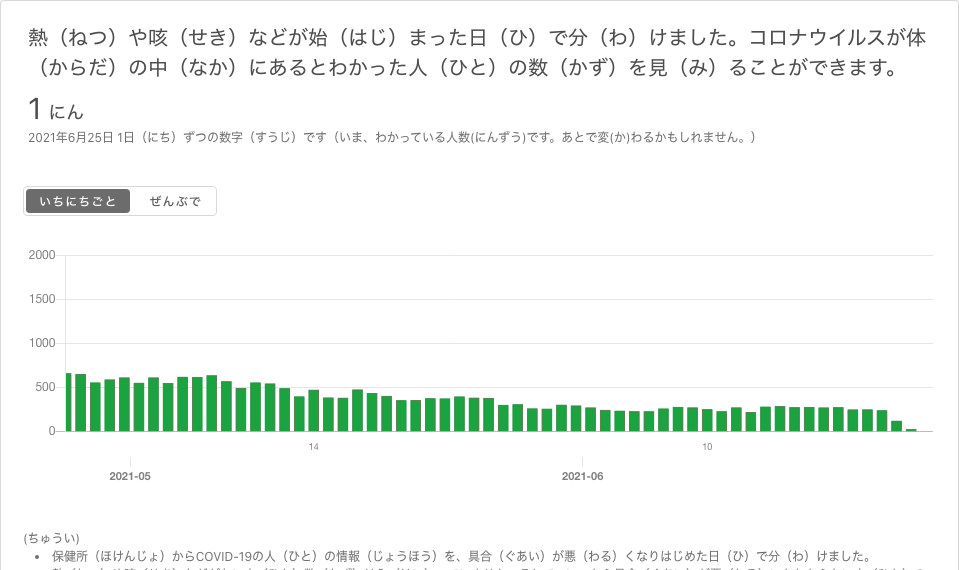 熱（ねつ）や咳（せき）などが始（はじ）まった日（ひ）で分（わ）けました。コロナウイルスが体
（からだ）の中（なか）にあるとわかった人（ひと）の数（かず）を見（み）ることができます。
1 にん
2021年6月25日 1日（にち）ずつの数字（すうじ）です（いま、わかっている人数(にんずう)です。あとで変(か)わるかもしれません。）
いちにちごと ぜんぶで
2000
1500
1000
500
0
14 10
2021-05 2021-06
(ちゅうい)
• 保健所（ほけんじょ）からCOVID-19の人（ひと）の情報（じょうほう）を、具合（ぐあい）が悪（わる）くなりはじめた日（ひ）で分（わ）けました。